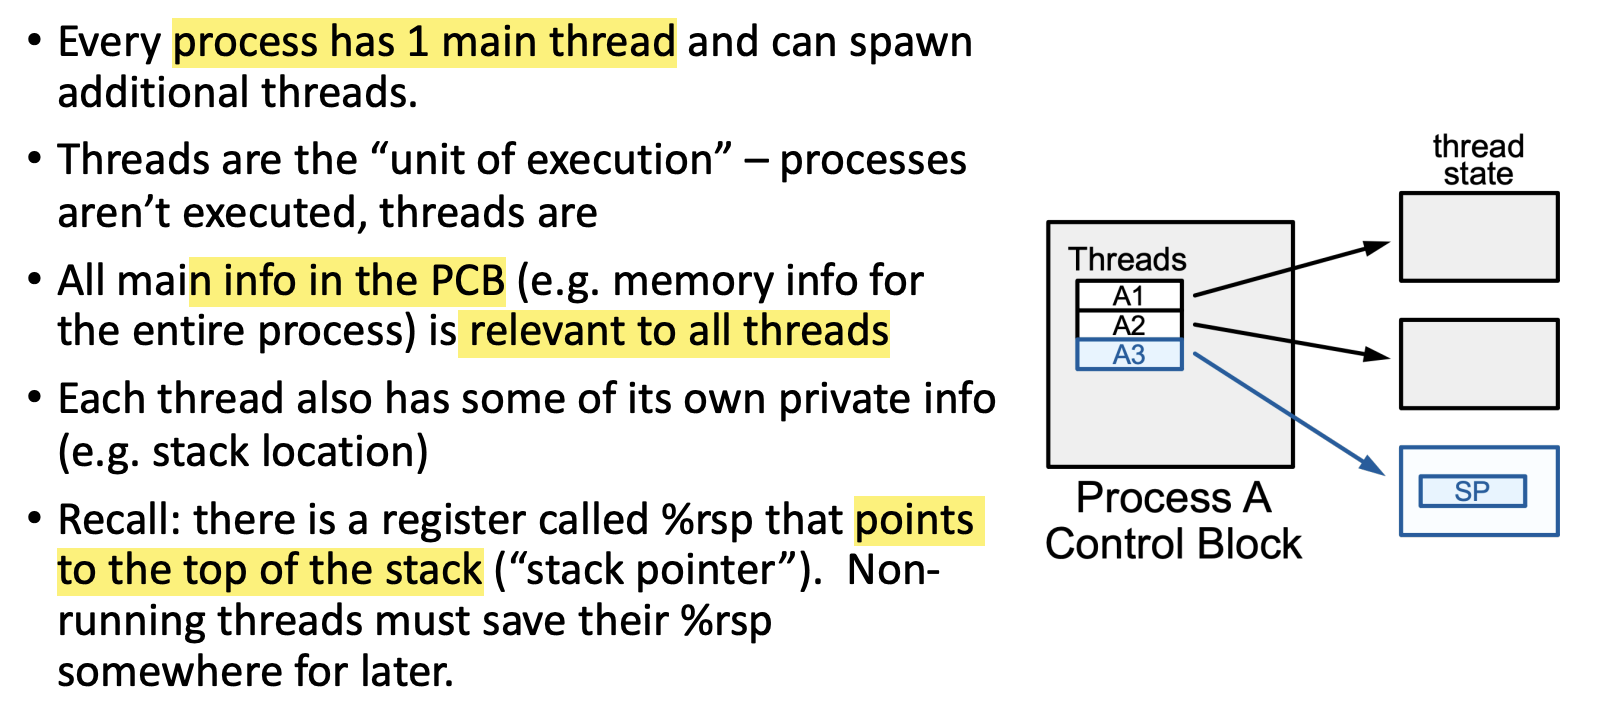 • Every process has 1 main thread and can spawn
additional threads.
• Threads are the “unit of execution” – processes
aren’t executed, threads are
• All main info in the PCB (e.g. memory info for
the entire process) is relevant to all threads
• Each thread also has some of its own private info
(e.g. stack location)
• Recall: there is a register called %rsp that points
to the top of the stack (“stack pointer”).  Non-
running threads must save their %rsp
somewhere for later.
thread
state
Threads
A1
A2
A3
SP
Process A
Control Block